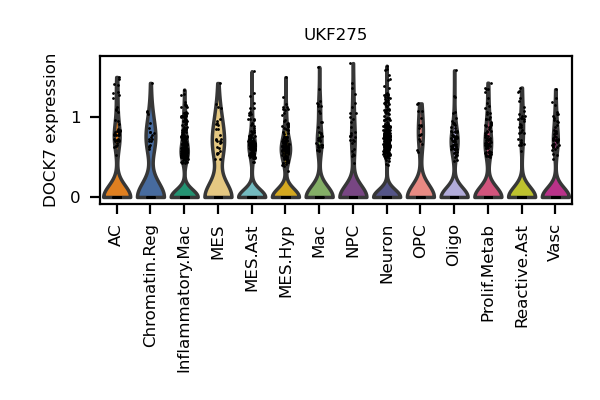 UKF275
DOCK7 expression
1
0
AC
Chromatin.Reg
Inflammatory.Mac
MES
MES.Ast
MES.Hyp
Mac
NPC
Neuron
OPC
Oligo
Prolif.Metab
Reactive.Ast
Vasc